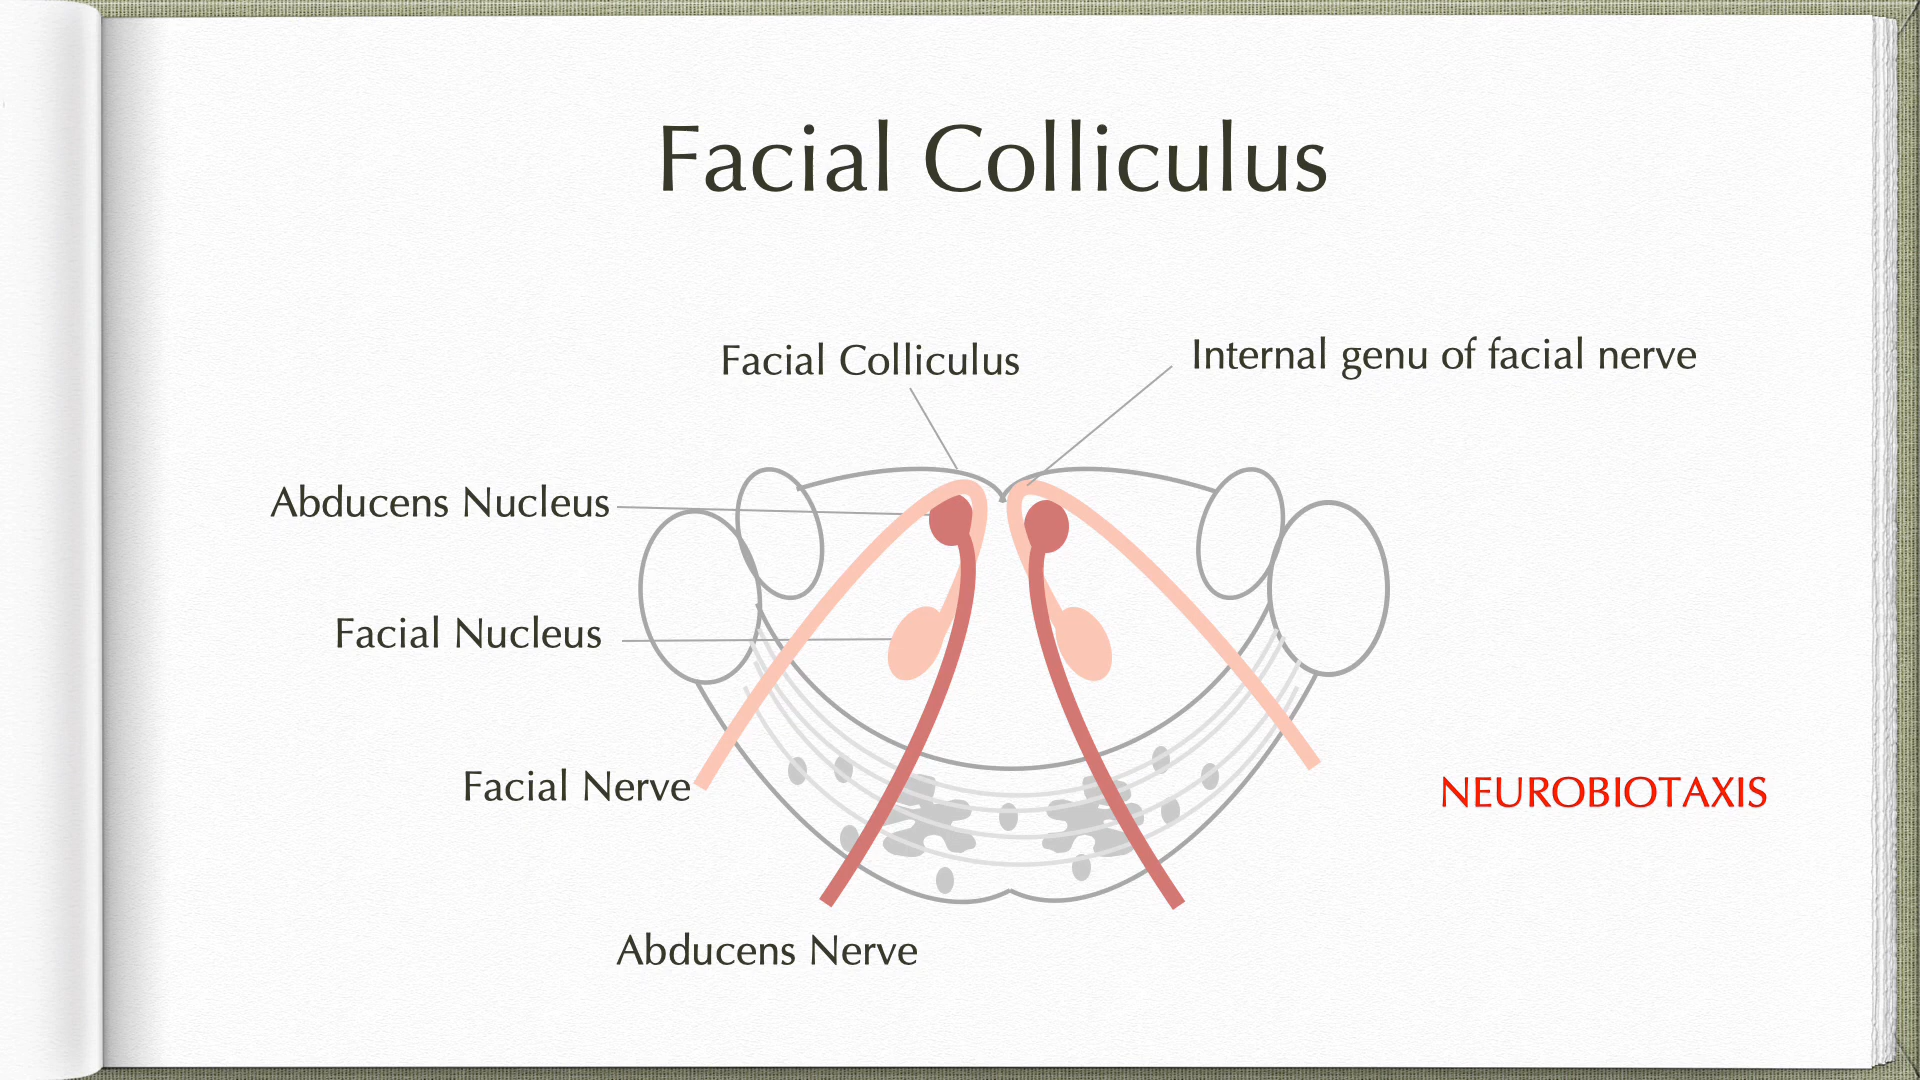 Facial Colliculus
Facial Colliculus
Internal genu of facial nerve
Abducens Nucleus
Facial Nucleus
Facial Nerve
NEUROBIOTAXIS
Abducens Nerve